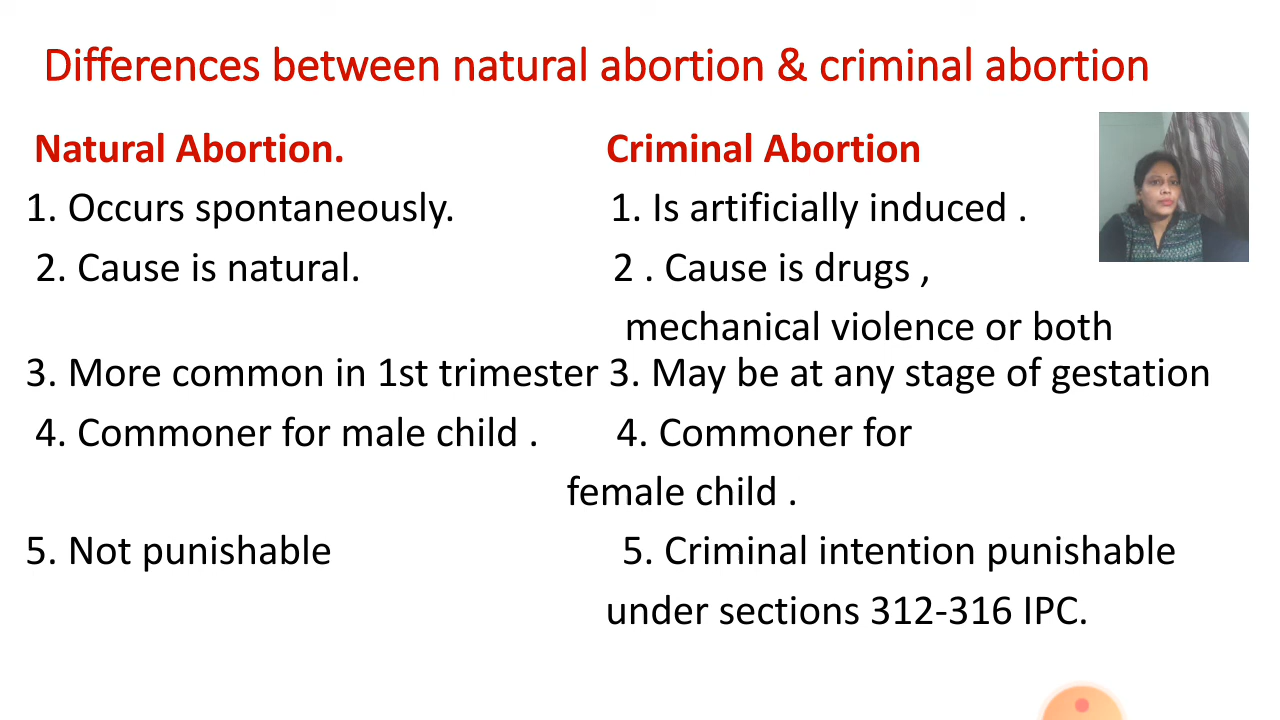 Differences between natural abortion & criminal abortion
Natural Abortion. Criminal Abortion
1. Occurs spontaneously. 1. Is artificially induced .
2. Cause is natural. 2 . Cause is drugs ,
mechanical violence or both
3. More common in 1st trimester 3. May be at any stage of gestation
4. Commoner for male child . 4. Commoner for
female child .
5. Not punishable 5. Criminal intention punishable
under sections 312-316 IPC.